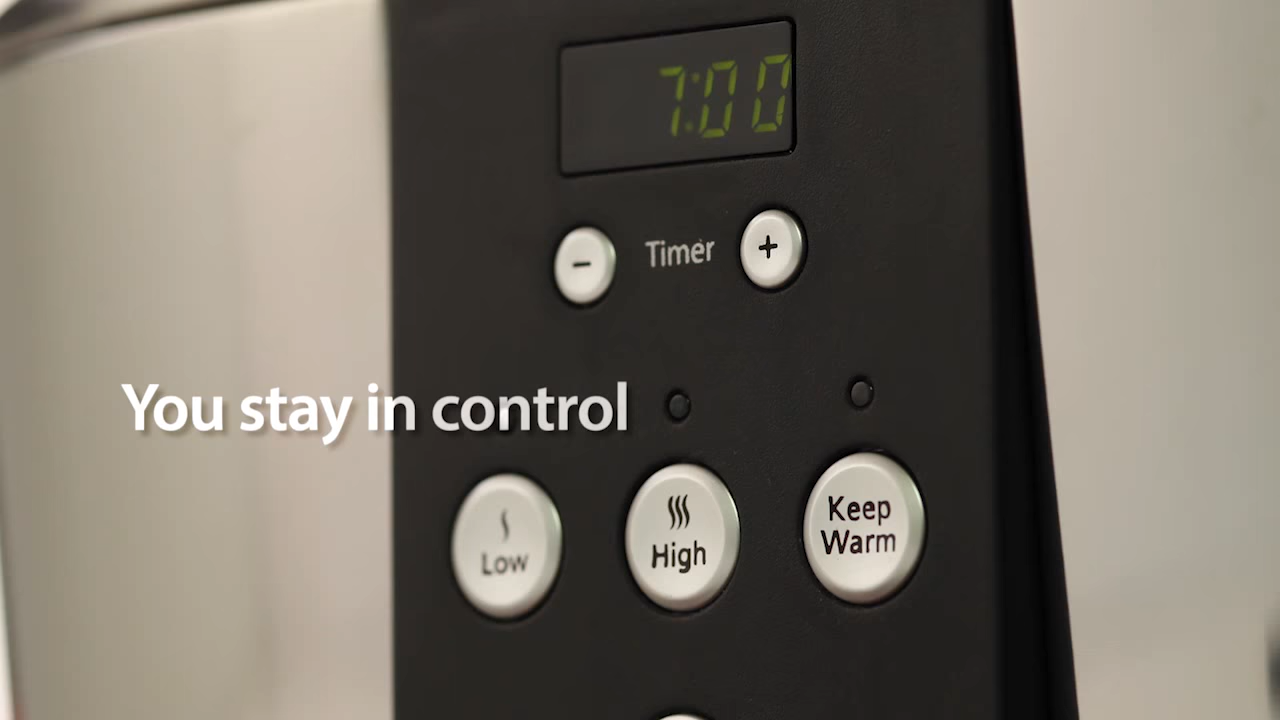 7:00
- Timer +
You stay in control
Low
High
Keep
Warm